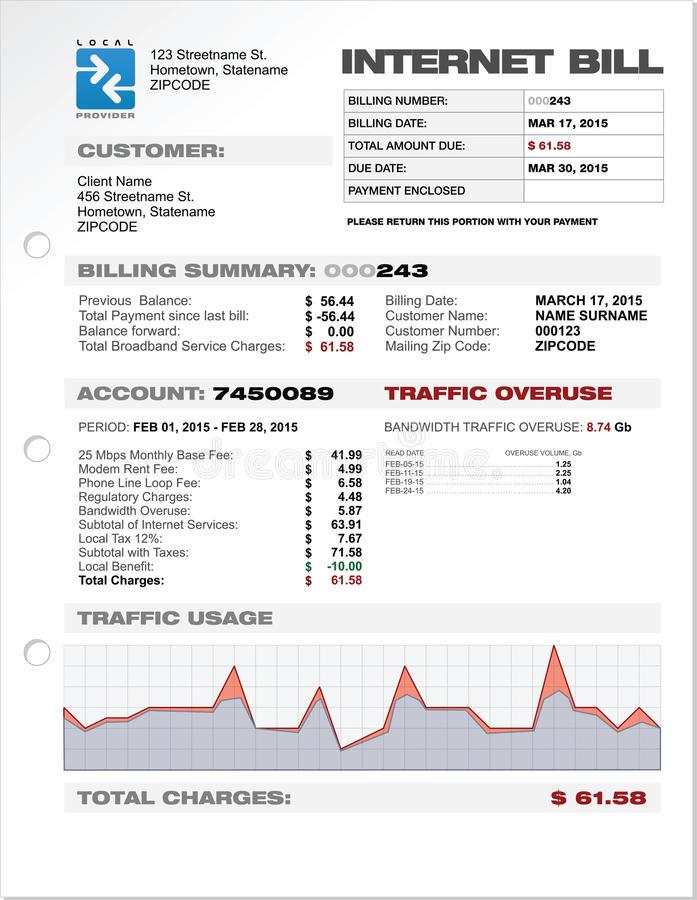 LOCAL
PROVIDER
123 Streetname St.
Hometown, Statename
ZIPCODE
INTERNET BILL
BILLING NUMBER: 000243
BILLING DATE: MAR 17, 2015
TOTAL AMOUNT DUE: $ 61.58
DUE DATE: MAR 30, 2015
PAYMENT ENCLOSED
PLEASE RETURN THIS PORTION WITH YOUR PAYMENT
CUSTOMER:
Client Name
456 Streetname St.
Hometown, Statename
ZIPCODE
BILLING SUMMARY: 000243
Previous Balance: $ 56.44
Total Payment since last bill: $ -56.44
Balance forward: $ 0.00
Total Broadband Service Charges: $ 61.58
Billing Date: MARCH 17, 2015
Customer Name: NAME SURNAME
Customer Number: 000123
Mailing Zip Code: ZIPCODE
ACCOUNT: 7450089
PERIOD: FEB 01, 2015 - FEB 28, 2015
25 Mbps Monthly Base Fee: $ 41.99
Modem Rent Fee: $ 4.99
Phone Line Loop Fee: $ 6.58
Regulatory Charges: $ 4.48
Bandwidth Overuse: $ 5.87
Subtotal of Internet Services: $ 63.91
Local Tax 12%: $ 7.67
Subtotal with Taxes: $ 71.58
Local Benefit: $ -10.00
Total Charges: $ 61.58
TRAFFIC OVERUSE
BANDWIDTH TRAFFIC OVERUSE: 8.74 Gb
READ DATE OVERUSE VOLUME, Gb
FEB-05-15 1.25
FEB-11-15 2.25
FEB-19-15 1.04
FEB-24-15 4.20
dreamstime
TRAFFIC USAGE
TOTAL CHARGES: $ 61.58